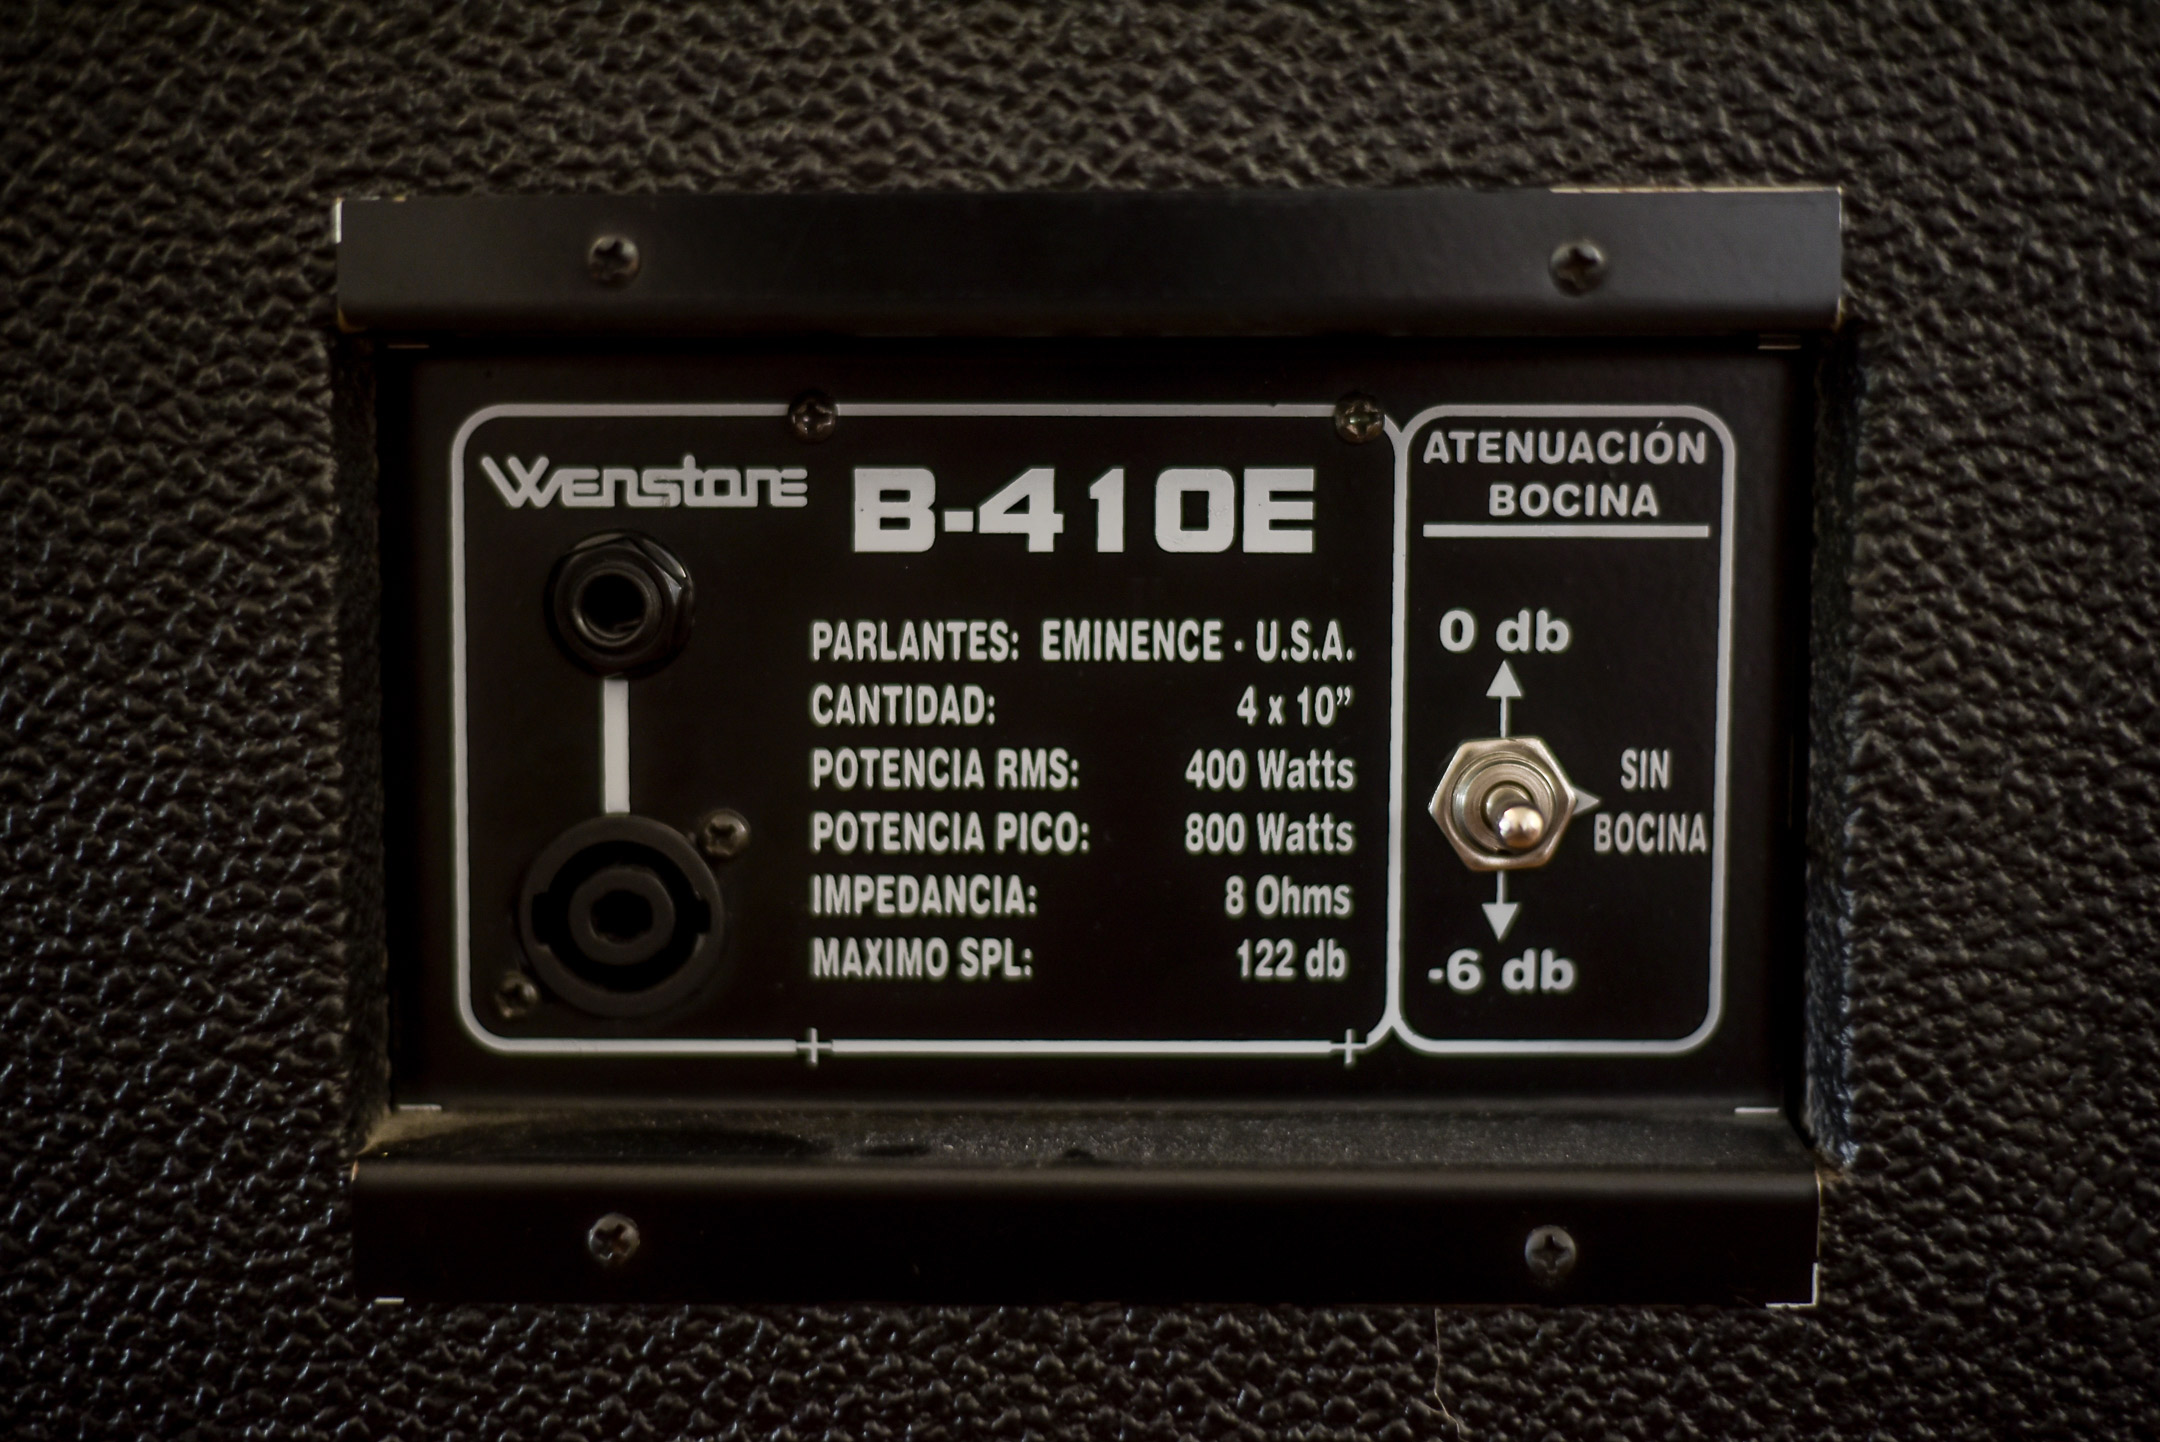 Wenstone
B-410E
PARLANTES: EMINENCE · U.S.A.
CANTIDAD: 4 x 10”
POTENCIA RMS: 400 Watts
POTENCIA PICO: 800 Watts
IMPEDANCIA: 8 Ohms
MAXIMO SPL: 122 db
ATENUACIÓN
BOCINA
0 db
SIN
BOCINA
-6 db